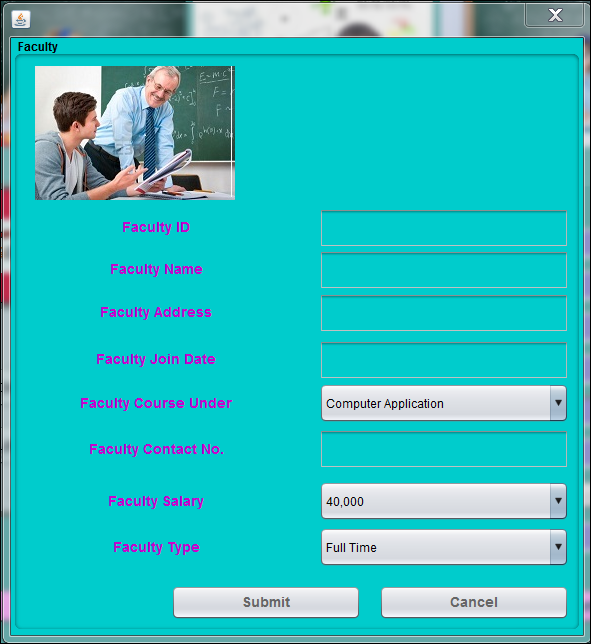 Faculty
Faculty ID
Faculty Name
Faculty Address
Faculty Join Date
Faculty Course Under
Computer Application
Faculty Contact No.
Faculty Salary
40,000
Faculty Type
Full Time
Submit
Cancel